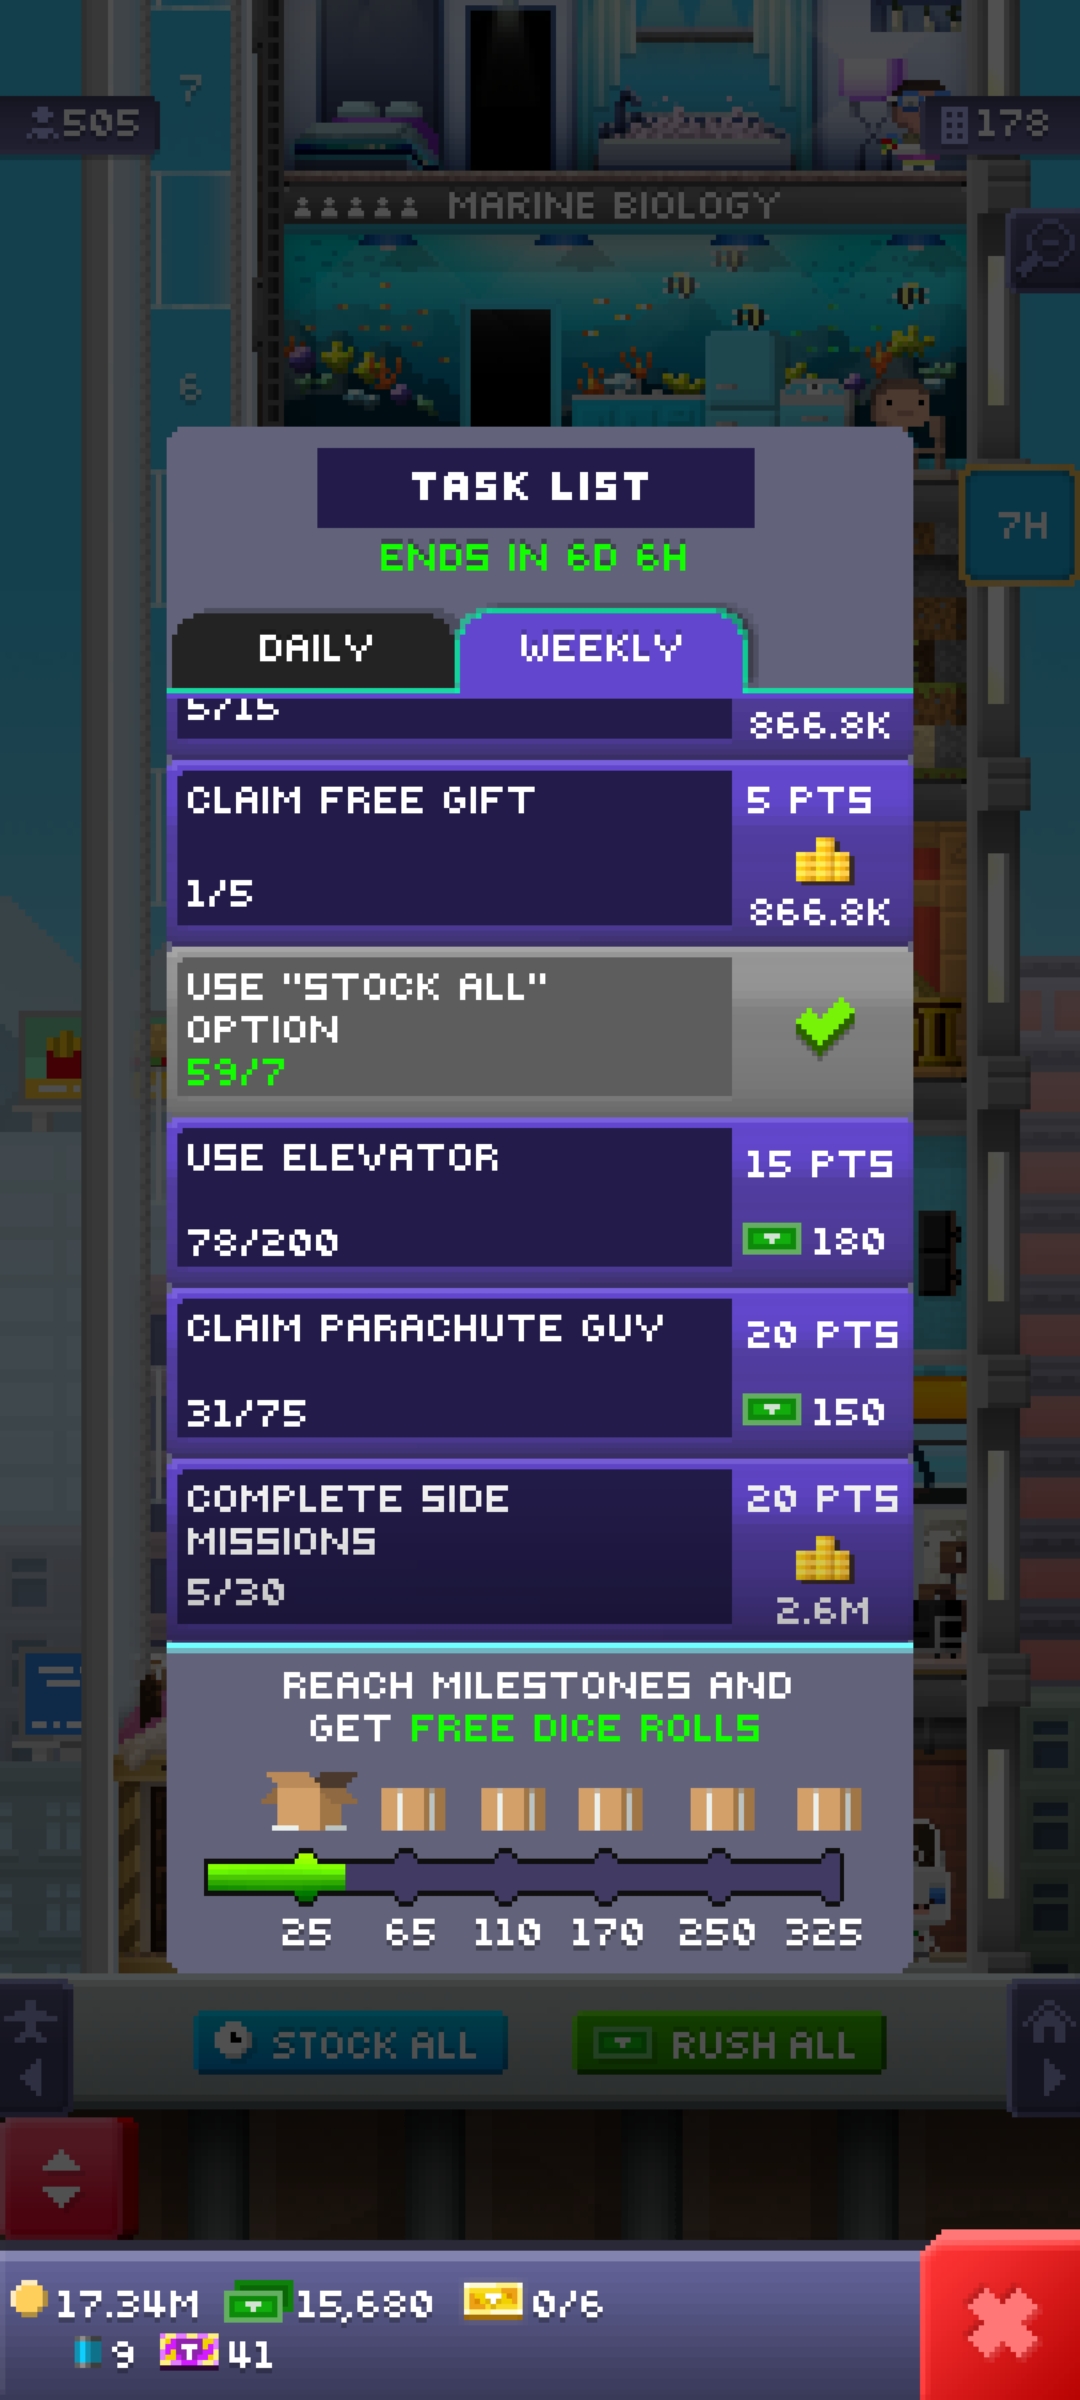 7
505
178
MARINE BIOLOGY
6
TASK LIST
ENDS IN 6D 6H
7H
DAILY
WEEKLY
5/15
866.8K
CLAIM FREE GIFT
5 PTS
1/5
866.8K
USE "STOCK ALL"
OPTION
59/7
USE ELEVATOR
15 PTS
78/200
180
CLAIM PARACHUTE GUY
20 PTS
31/75
150
COMPLETE SIDE
MISSIONS
20 PTS
5/30
2.6M
REACH MILESTONES AND
GET FREE DICE ROLLS
25 65 110 170 250 325
STOCK ALL
RUSH ALL
17.34M 15,680 0/6
9 41